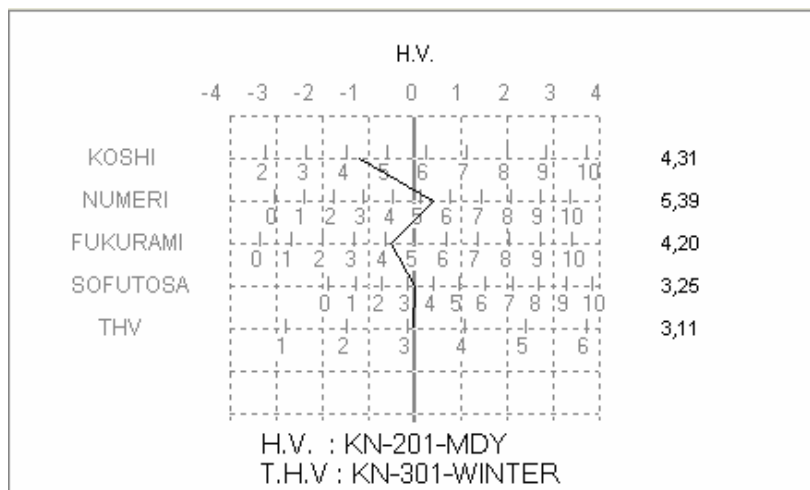 H.V.
-4 -3 -2 -1 0 1 2 3 4
KOSHI 4,31
2 3 4 5 6 7 8 9 10
NUMERI 5,39
0 1 2 3 4 5 6 7 8 9 10
FUKURAMI 4,20
0 1 2 3 4 5 6 7 8 9 10
SOFUTOSA 3,25
0 1 2 3 4 5 6 7 8 9 10
THV 3,11
1 2 3 4 5 6
H.V. : KN-201-MDY
T.H.V : KN-301-WINTER